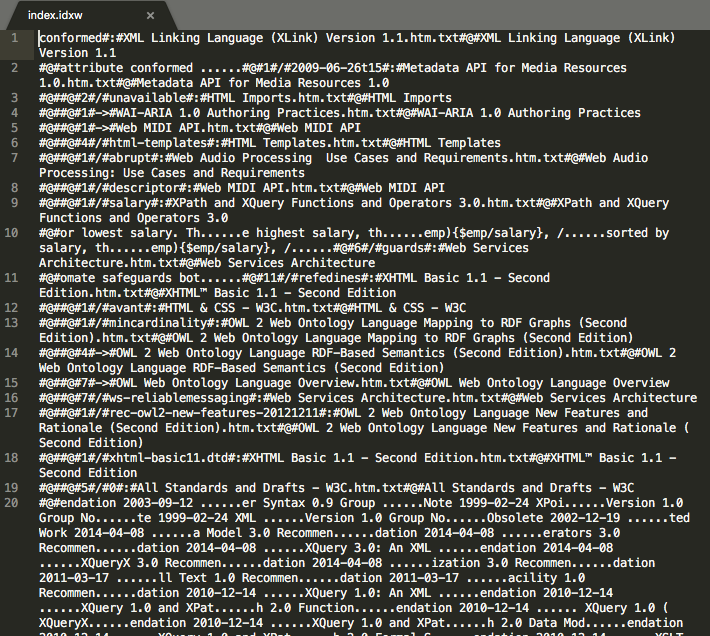 index.idxw ×
1 conformed#:#XML Linking Language (XLink) Version 1.1.htm.txt#@#XML Linking Language (XLink)
Version 1.1
2 #@#attribute conformed ......#@#1#/#2009-06-26t15#:#Metadata API for Media Resources
1.0.htm.txt#@#Metadata API for Media Resources 1.0
3 #@##@#2#/#unavailable#:#HTML Imports.htm.txt#@#HTML Imports
4 #@##@#1#->#WAI-ARIA 1.0 Authoring Practices.htm.txt#@#WAI-ARIA 1.0 Authoring Practices
5 #@##@#1#->#Web MIDI API.htm.txt#@#Web MIDI API
6 #@##@#4#/#html-templates#:#HTML Templates.htm.txt#@#HTML Templates
7 #@##@#1#/#abrupt#:#Web Audio Processing  Use Cases and Requirements.htm.txt#@#Web Audio
Processing: Use Cases and Requirements
8 #@##@#1#/#descriptor#:#Web MIDI API.htm.txt#@#Web MIDI API
9 #@##@#1#/#salary#:#XPath and XQuery Functions and Operators 3.0.htm.txt#@#XPath and XQuery
Functions and Operators 3.0
10 #@#or lowest salary. Th......e highest salary, th......emp){$emp/salary}, /......sorted by
salary, th......emp){$emp/salary}, /......#@#6#/#guards#:#Web Services
Architecture.htm.txt#@#Web Services Architecture
11 #@#omate safeguards bot......#@#11#/#refedines#:#XHTML Basic 1.1 - Second
Edition.htm.txt#@#XHTML™ Basic 1.1 - Second Edition
12 #@##@#1#/#avant#:#HTML & CSS - W3C.htm.txt#@#HTML & CSS - W3C
13 #@##@#1#/#mincardinality#:#OWL 2 Web Ontology Language Mapping to RDF Graphs (Second
Edition).htm.txt#@#OWL 2 Web Ontology Language Mapping to RDF Graphs (Second Edition)
14 #@##@#4#->#OWL 2 Web Ontology Language RDF-Based Semantics (Second Edition).htm.txt#@#OWL 2
Web Ontology Language RDF-Based Semantics (Second Edition)
15 #@##@#7#->#OWL Web Ontology Language Overview.htm.txt#@#OWL Web Ontology Language Overview
16 #@##@#7#/#ws-reliablemessaging#:#Web Services Architecture.htm.txt#@#Web Services Architecture
17 #@##@#1#/#rec-owl2-new-features-20121211#:#OWL 2 Web Ontology Language New Features and
Rationale (Second Edition).htm.txt#@#OWL 2 Web Ontology Language New Features and Rationale (
Second Edition)
18 #@##@#1#/#xhtml-basic11.dtd#:#XHTML Basic 1.1 - Second Edition.htm.txt#@#XHTML™ Basic 1.1 -
Second Edition
19 #@##@#5#/#0#:#All Standards and Drafts - W3C.htm.txt#@#All Standards and Drafts - W3C
20 #@#endation 2003-09-12 ......er Syntax 0.9 Group ......Note 1999-02-24 XPoi......Version 1.0
Group No......te 1999-02-24 XML ......Version 1.0 Group No......Obsolete 2002-12-19 ......ted
Work 2014-04-08 ......a Model 3.0 Recommen......dation 2014-04-08 ......erators 3.0
Recommen......dation 2014-04-08 ......XQuery 3.0: An XML ......endation 2014-04-08
......XQueryX 3.0 Recommen......dation 2014-04-08 ......ization 3.0 Recommen......dation
2011-03-17 ......ll Text 1.0 Recommen......dation 2011-03-17 ......acility 1.0
Recommen......dation 2010-12-14 ......XQuery 1.0: An XML ......endation 2010-12-14
......XQuery 1.0 and XPat......h 2.0 Function......endation 2010-12-14 ...... XQuery 1.0 (
XQueryX......endation 2010-12-14 ......XQuery 1.0 and XPat......h 2.0 Data Mod......endation